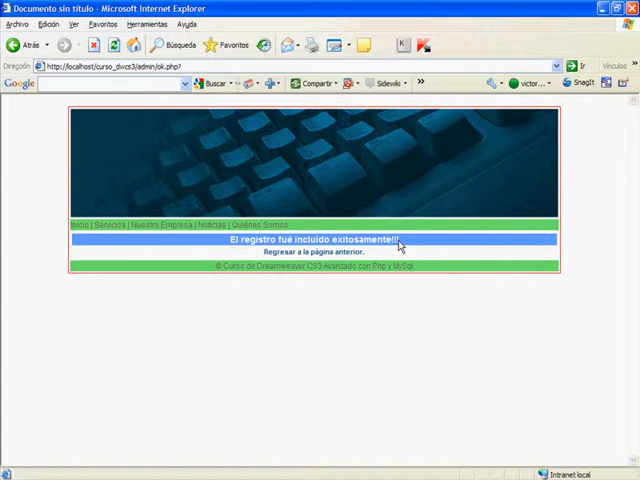 Documento sin título - Microsoft Internet Explorer
Archivo Edición Ver Favoritos Herramientas Ayuda
Atrás Búsqueda Favoritos
Dirección http://localhost/curso_dwcs3/admin/ok.php? Ir Vínculos
Google Buscar Compartir Sidewiki victor... SnagIt
Inicio | Servicios | Nuestra Empresa | Noticias | Quiénes Somos
El registro fué incluido exitosamente!!!
Regresar a la página anterior.
© Curso de Dreamweaver CS3 Avanzado con Php y MySql
Intranet local